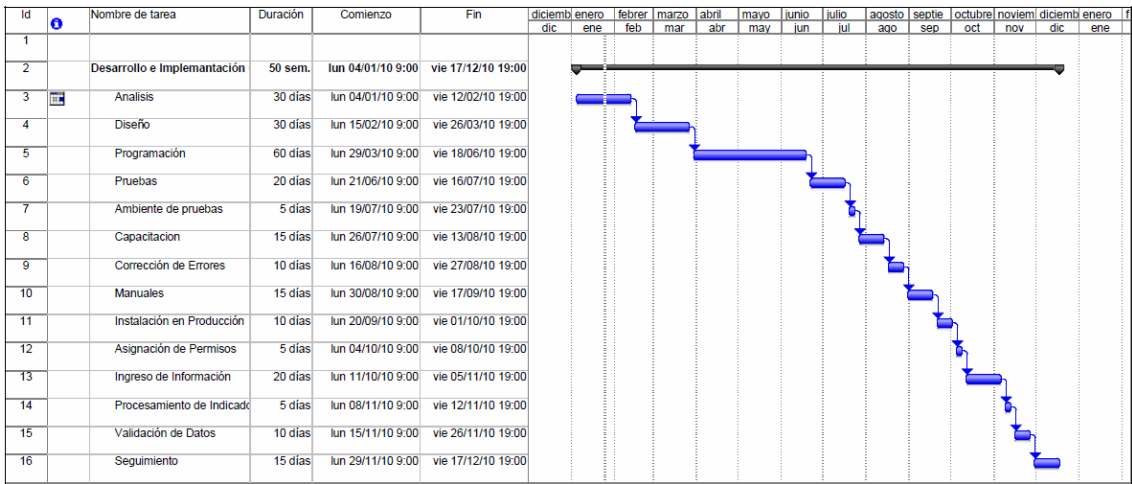 Id Nombre de tarea Duración Comienzo Fin diciemb enero febrer marzo abril mayo junio julio agosto septie octubre noviem diciemb enero f
dic ene feb mar abr may jun jul ago sep oct nov dic ene
1
2 Desarrollo e Implemantación 50 sem. lun 04/01/10 9:00 vie 17/12/10 19:00
3 Analisis 30 días lun 04/01/10 9:00 vie 12/02/10 19:00
4 Diseño 30 días lun 15/02/10 9:00 vie 26/03/10 19:00
5 Programación 60 días lun 29/03/10 9:00 vie 18/06/10 19:00
6 Pruebas 20 días lun 21/06/10 9:00 vie 16/07/10 19:00
7 Ambiente de pruebas 5 días lun 19/07/10 9:00 vie 23/07/10 19:00
8 Capacitacion 15 días lun 26/07/10 9:00 vie 13/08/10 19:00
9 Corrección de Errores 10 días lun 16/08/10 9:00 vie 27/08/10 19:00
10 Manuales 15 días lun 30/08/10 9:00 vie 17/09/10 19:00
11 Instalación en Producción 10 días lun 20/09/10 9:00 vie 01/10/10 19:00
12 Asignación de Permisos 5 días lun 04/10/10 9:00 vie 08/10/10 19:00
13 Ingreso de Información 20 días lun 11/10/10 9:00 vie 05/11/10 19:00
14 Procesamiento de Indicado 5 días lun 08/11/10 9:00 vie 12/11/10 19:00
15 Validación de Datos 10 días lun 15/11/10 9:00 vie 26/11/10 19:00
16 Seguimiento 15 días lun 29/11/10 9:00 vie 17/12/10 19:00